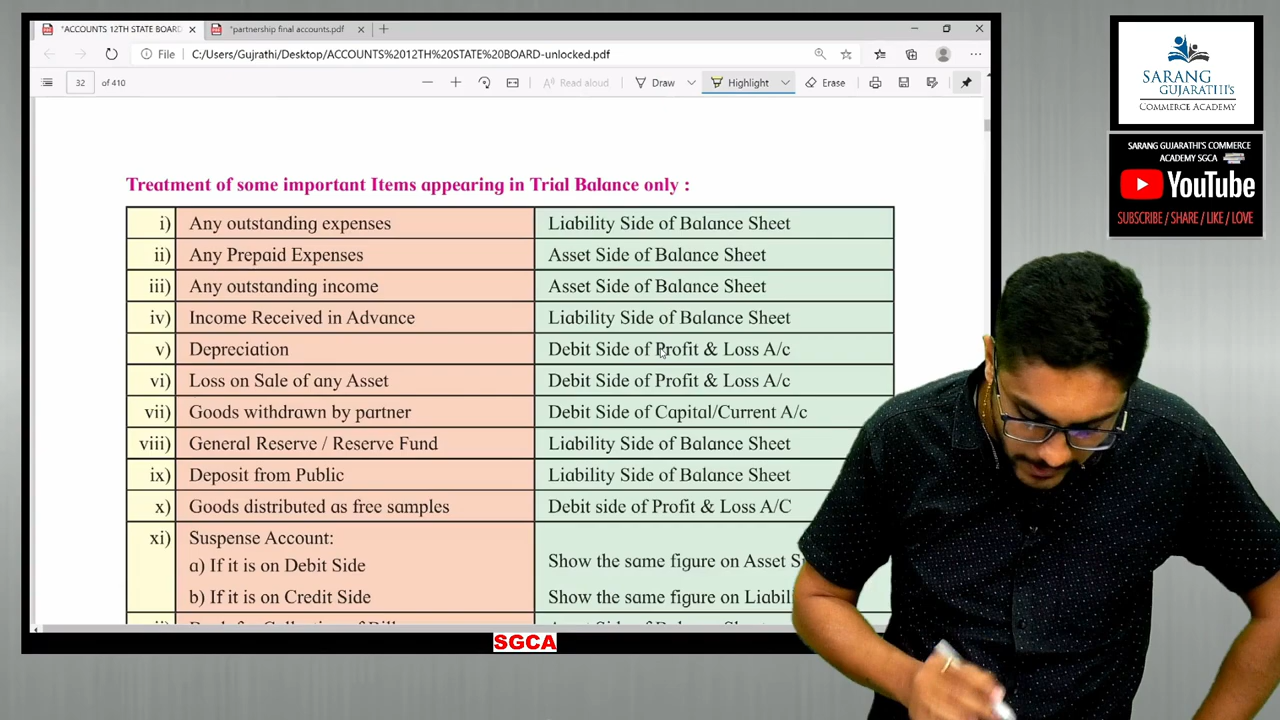 *ACCOUNTS 12TH STATE BOARD
*partnership final accounts.pdf
File
C:/Users/Gujrathi/Desktop/ACCOUNTS%2012TH%20STATE%20BOARD-unlocked.pdf
32 of 410
Read aloud
Draw
Highlight
Erase
Treatment of some important Items appearing in Trial Balance only :
i) Any outstanding expenses Liability Side of Balance Sheet
ii) Any Prepaid Expenses Asset Side of Balance Sheet
iii) Any outstanding income Asset Side of Balance Sheet
iv) Income Received in Advance Liability Side of Balance Sheet
v) Depreciation Debit Side of Profit & Loss A/c
vi) Loss on Sale of any Asset Debit Side of Profit & Loss A/c
vii) Goods withdrawn by partner Debit Side of Capital/Current A/c
viii) General Reserve / Reserve Fund Liability Side of Balance Sheet
ix) Deposit from Public Liability Side of Balance Sheet
x) Goods distributed as free samples Debit side of Profit & Loss A/C
xi) Suspense Account:
a) If it is on Debit Side Show the same figure on Asset S
b) If it is on Credit Side Show the same figure on Liabili
SGCA
SARANG
GUJARATHI'S
COMMERCE ACADEMY
SARANG GUJARATHI'S COMMERCE
ACADEMY SGCA
YouTube
SUBSCRIBE / SHARE / LIKE / LOVE